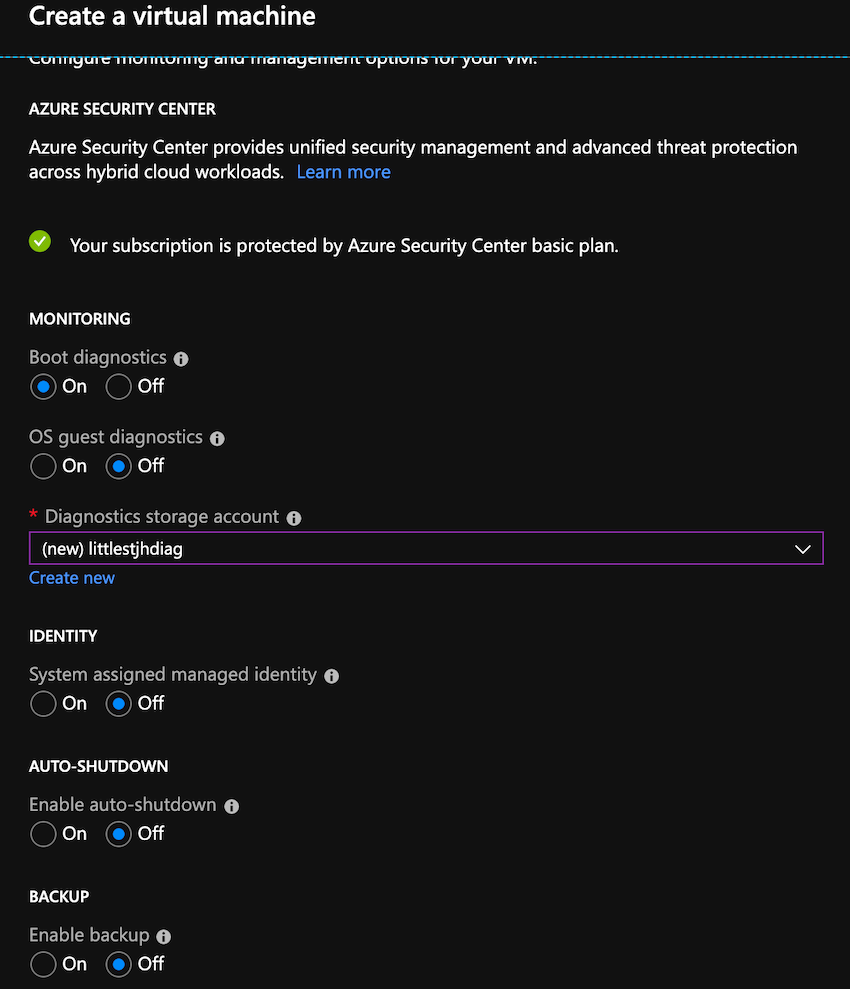 Create a virtual machine
Configure monitoring and management options for your VM.
AZURE SECURITY CENTER
Azure Security Center provides unified security management and advanced threat protection
across hybrid cloud workloads. Learn more
Your subscription is protected by Azure Security Center basic plan.
MONITORING
Boot diagnostics
On Off
OS guest diagnostics
On Off
* Diagnostics storage account
(new) littlestjhdiag
Create new
IDENTITY
System assigned managed identity
On Off
AUTO-SHUTDOWN
Enable auto-shutdown
On Off
BACKUP
Enable backup
On Off